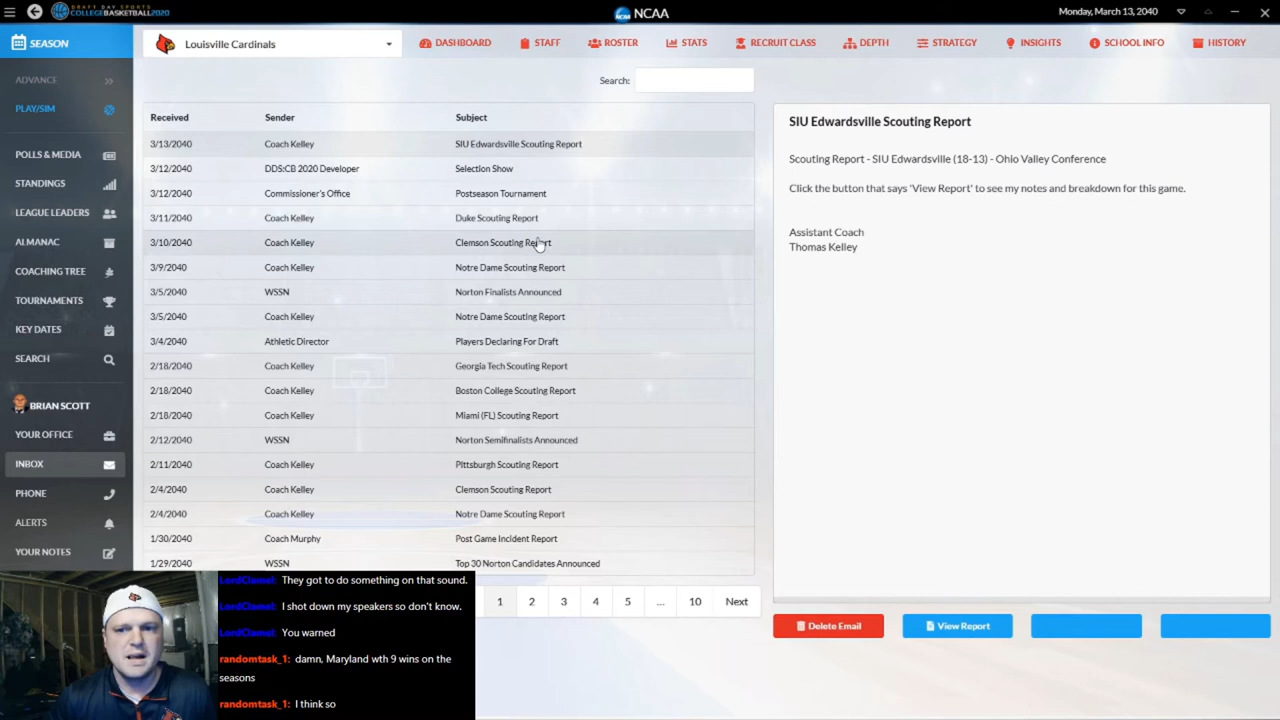 DRAFT DAY SPORTS
COLLEGEBASKETBALL2020
NCAA
Monday, March 13, 2040
SEASON
Louisville Cardinals
DASHBOARD
STAFF
ROSTER
STATS
RECRUIT CLASS
DEPTH
STRATEGY
INSIGHTS
SCHOOL INFO
HISTORY
ADVANCE
PLAY/SIM
POLLS & MEDIA
STANDINGS
LEAGUE LEADERS
ALMANAC
COACHING TREE
TOURNAMENTS
KEY DATES
SEARCH
BRIAN SCOTT
YOUR OFFICE
INBOX
PHONE
ALERTS
YOUR NOTES
Search:
Received Sender Subject
3/13/2040 Coach Kelley SIU Edwardsville Scouting Report
3/12/2040 DDS:CB 2020 Developer Selection Show
3/12/2040 Commissioner's Office Postseason Tournament
3/11/2040 Coach Kelley Duke Scouting Report
3/10/2040 Coach Kelley Clemson Scouting Report
3/9/2040 Coach Kelley Notre Dame Scouting Report
3/5/2040 WSSN Norton Finalists Announced
3/5/2040 Coach Kelley Notre Dame Scouting Report
3/4/2040 Athletic Director Players Declaring For Draft
2/18/2040 Coach Kelley Georgia Tech Scouting Report
2/18/2040 Coach Kelley Boston College Scouting Report
2/18/2040 Coach Kelley Miami (FL) Scouting Report
2/12/2040 WSSN Norton Semifinalists Announced
2/11/2040 Coach Kelley Pittsburgh Scouting Report
2/4/2040 Coach Kelley Clemson Scouting Report
2/4/2040 Coach Kelley Notre Dame Scouting Report
1/30/2040 Coach Murphy Post Game Incident Report
1/29/2040 WSSN Top 30 Norton Candidates Announced
1 2 3 4 5 ... 10 Next
SIU Edwardsville Scouting Report
Scouting Report - SIU Edwardsville (18-13) - Ohio Valley Conference
Click the button that says 'View Report' to see my notes and breakdown for this game.
Assistant Coach
Thomas Kelley
Delete Email
View Report
LordClamel: They got to do something on that sound.
LordClamel: I shot down my speakers so don't know.
LordClamel: You warned
randomtask_1: damn, Maryland wth 9 wins on the
seasons
randomtask_1: I think so